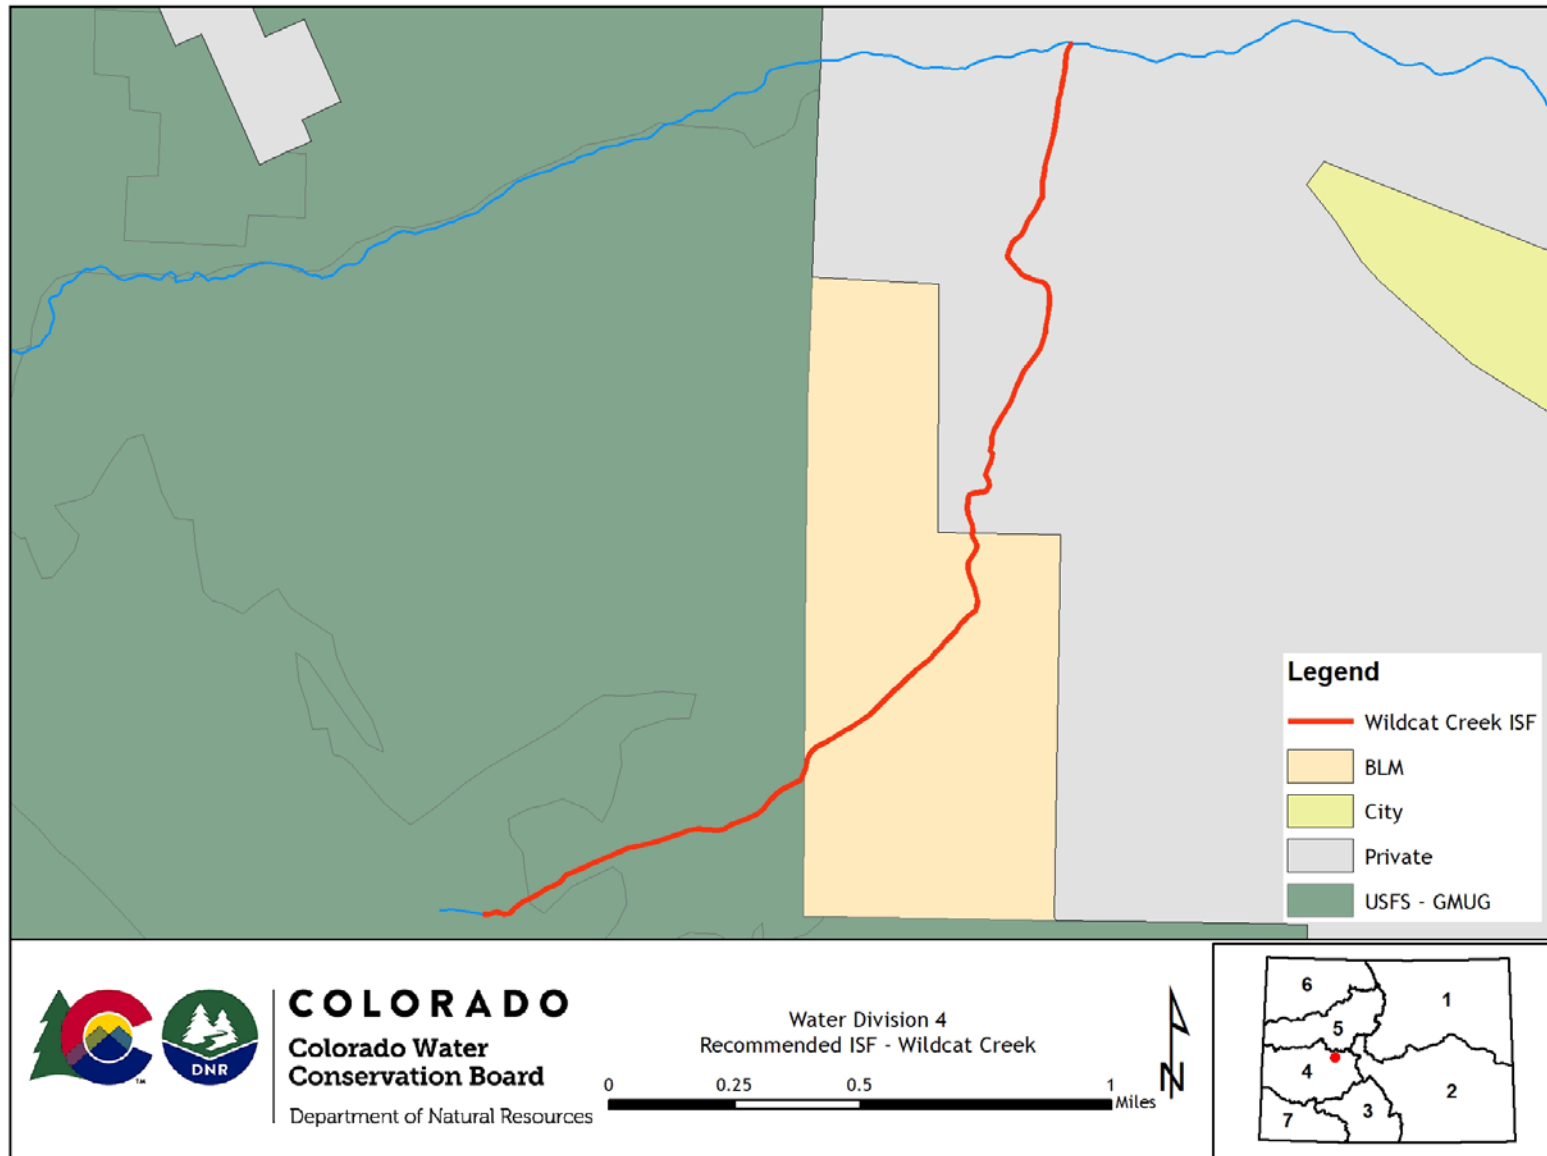 Legend
Wildcat Creek ISF
BLM
City
Private
USFS - GMUG
COLORADO
Colorado Water
Conservation Board
Department of Natural Resources
TM
DNR
Water Division 4
Recommended ISF - Wildcat Creek
0 0.25 0.5 1
Miles
N
6
1
5
4
2
3
7